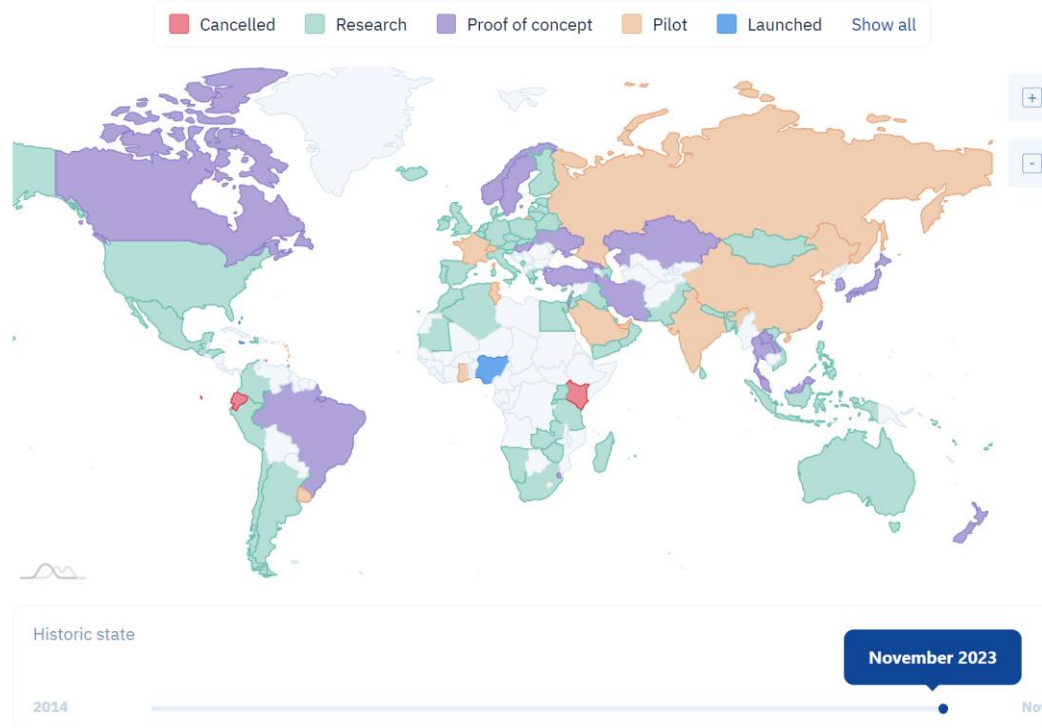 Cancelled Research Proof of concept Pilot Launched Show all
+
-
Historic state
November 2023
2014